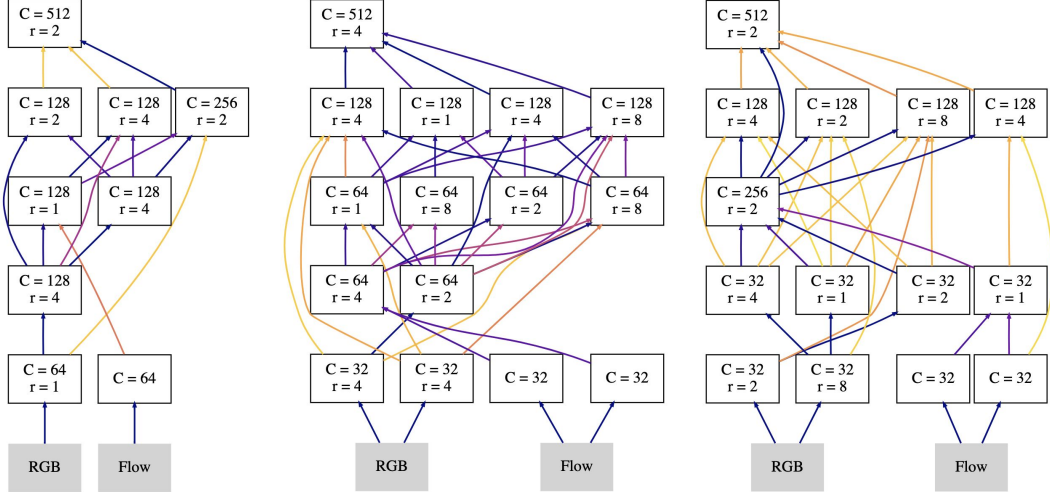 C = 512
r = 2
C = 128
r = 2
C = 128
r = 4
C = 256
r = 2
C = 128
r = 1
C = 128
r = 4
C = 128
r = 4
C = 64
r = 1
C = 64
RGB
Flow
C = 512
r = 4
C = 128
r = 4
C = 128
r = 1
C = 128
r = 4
C = 128
r = 8
C = 64
r = 1
C = 64
r = 8
C = 64
r = 2
C = 64
r = 8
C = 64
r = 4
C = 64
r = 2
C = 32
r = 4
C = 32
r = 4
C = 32
C = 32
RGB
Flow
C = 512
r = 2
C = 128
r = 4
C = 128
r = 2
C = 128
r = 8
C = 128
r = 4
C = 256
r = 2
C = 32
r = 4
C = 32
r = 1
C = 32
r = 2
C = 32
r = 1
C = 32
r = 2
C = 32
r = 8
C = 32
C = 32
RGB
Flow